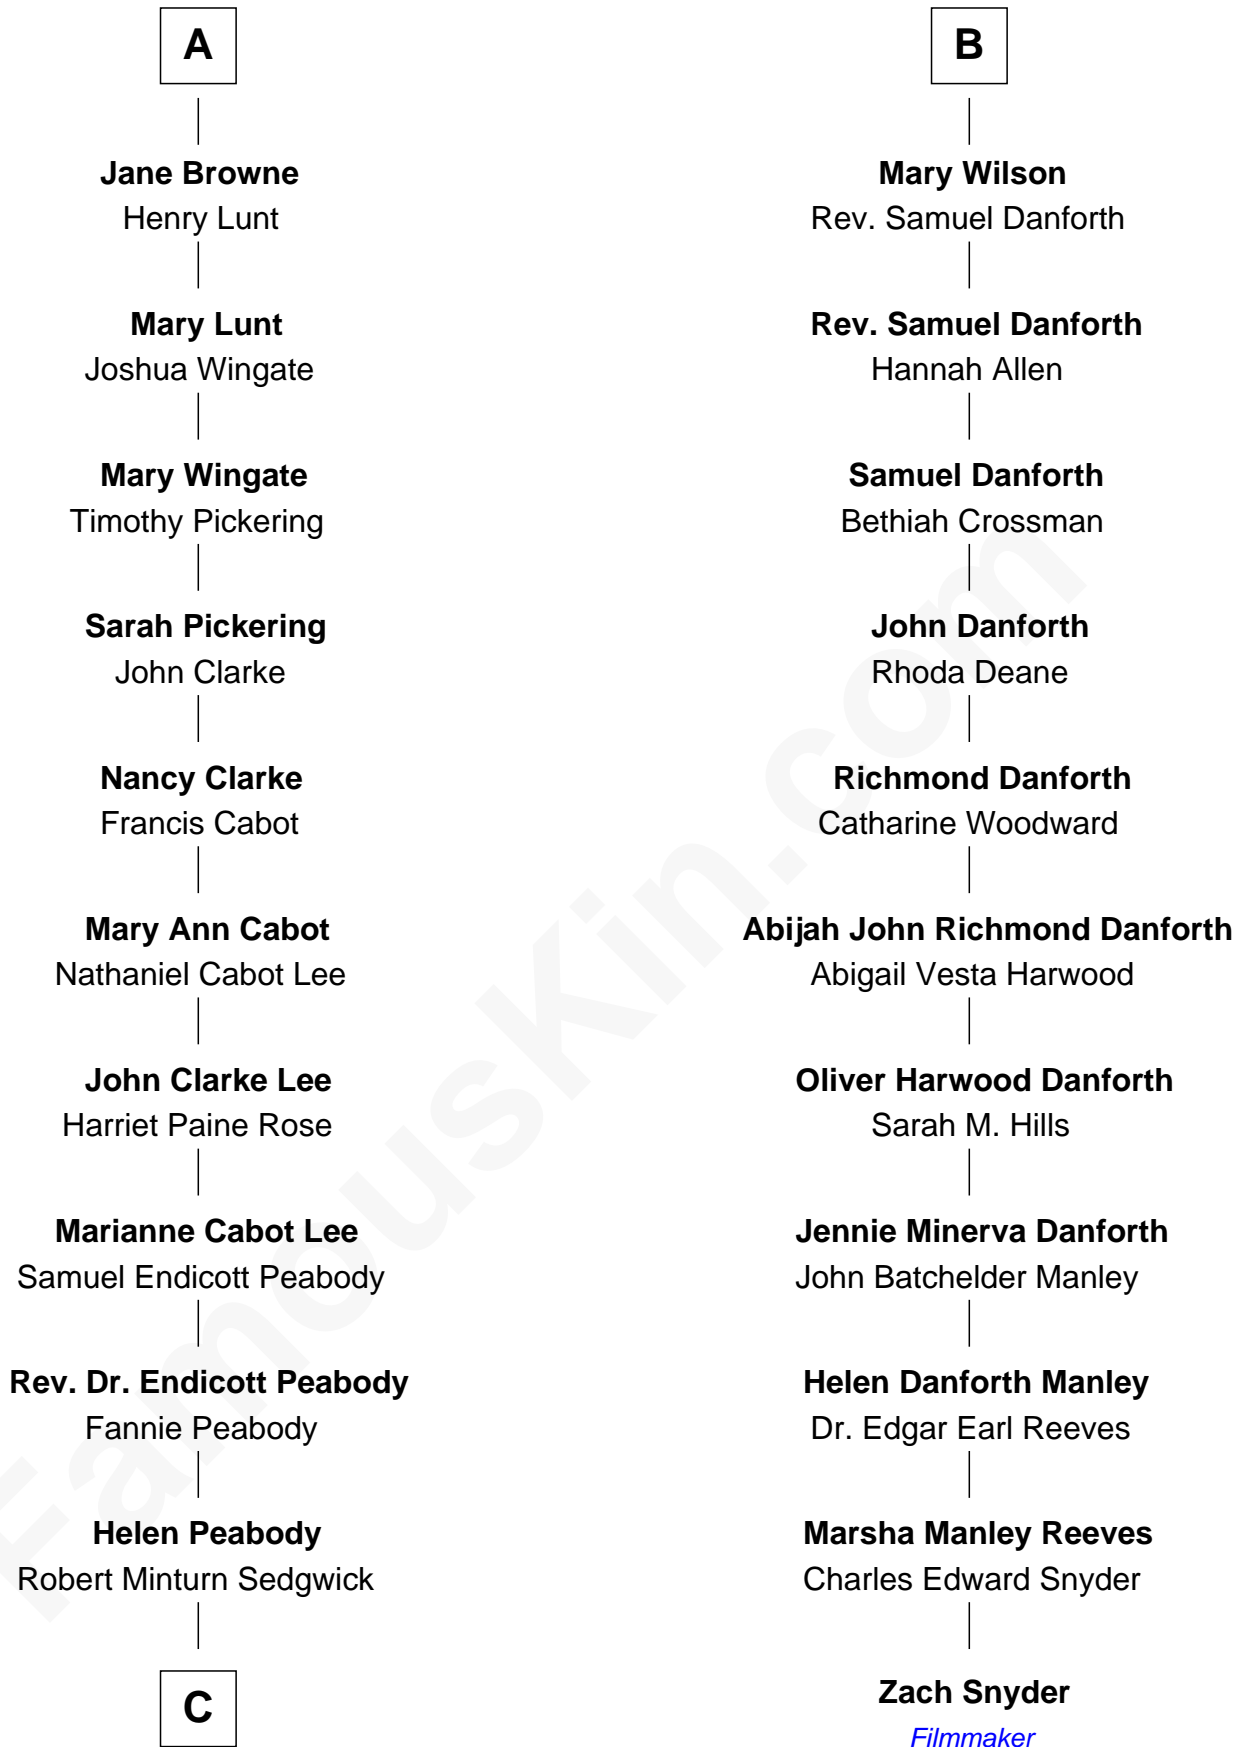 A
Jane Browne
Henry Lunt
Mary Lunt
Joshua Wingate
Mary Wingate
Timothy Pickering
Sarah Pickering
John Clarke
Nancy Clarke
Francis Cabot
Mary Ann Cabot
Nathaniel Cabot Lee
John Clarke Lee
Harriet Paine Rose
Marianne Cabot Lee
Samuel Endicott Peabody
Rev. Dr. Endicott Peabody
Fannie Peabody
Helen Peabody
Robert Minturn Sedgwick
C
B
Mary Wilson
Rev. Samuel Danforth
Rev. Samuel Danforth
Hannah Allen
Samuel Danforth
Bethiah Crossman
John Danforth
Rhoda Deane
Richmond Danforth
Catharine Woodward
Abijah John Richmond Danforth
Abigail Vesta Harwood
Oliver Harwood Danforth
Sarah M. Hills
Jennie Minerva Danforth
John Batchelder Manley
Helen Danforth Manley
Dr. Edgar Earl Reeves
Marsha Manley Reeves
Charles Edward Snyder
Zach Snyder
Filmmaker
FamousKin.com